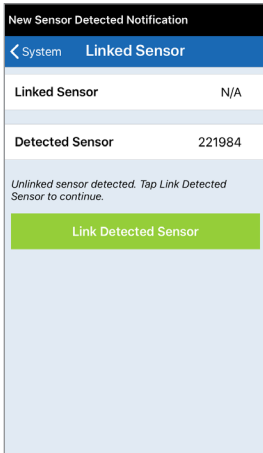 New Sensor Detected Notification
System Linked Sensor
Linked Sensor N/A
Detected Sensor 221984
Unlinked sensor detected. Tap Link Detected
Sensor to continue.
Link Detected Sensor